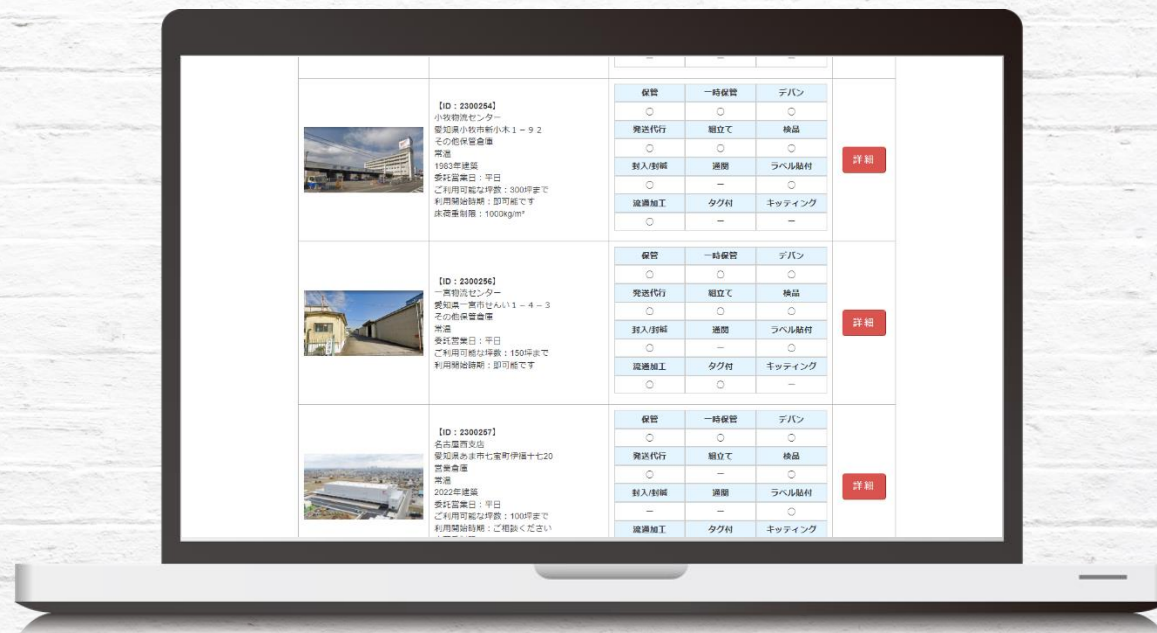 － － －
【ID：2300254】
小牧物流センター
愛知県小牧市新小木１－９２
その他保管倉庫
常温
1983年建築
委託営業日：平日
ご利用可能な坪数：300坪まで
利用開始時期：即可能です
床荷重制限：1000kg/m²
保管 一時保管 デバン
○ ○ ○
発送代行 組立て 検品
○ ○ ○
封入/封緘 通関 ラベル貼付
○ － ○
流通加工 タグ付 キッティング
○ － －
詳細
【ID：2300256】
一宮物流センター
愛知県一宮市せんい１－４－３
その他保管倉庫
常温
委託営業日：平日
ご利用可能な坪数：150坪まで
利用開始時期：即可能です
保管 一時保管 デバン
○ ○ ○
発送代行 組立て 検品
○ ○ ○
封入/封緘 通関 ラベル貼付
○ － ○
流通加工 タグ付 キッティング
○ ○ －
詳細
【ID：2300257】
名古屋西支店
愛知県あま市七宝町伊福十七20
営業倉庫
常温
2022年建築
委託営業日：平日
ご利用可能な坪数：100坪まで
利用開始時期：ご相談ください
保管 一時保管 デバン
○ ○ ○
発送代行 組立て 検品
○ － ○
封入/封緘 通関 ラベル貼付
－ － ○
流通加工 タグ付 キッティング
詳細